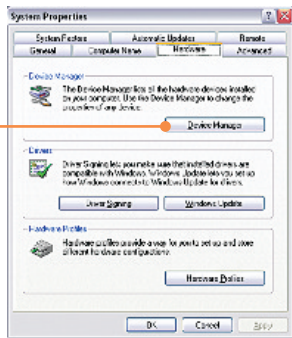 System Properties
System Restore Automatic Updates Remote
General Computer Name Hardware Advanced
Device Manager
The Device Manager lists all the hardware devices installed
on your computer. Use the Device Manager to change the
properties of any device.
Device Manager
Drivers
Driver Signing lets you make sure that installed drivers are
compatible with Windows. Windows Update lets you set up
how Windows connects to Windows Update for drivers.
Driver Signing Windows Update
Hardware Profiles
Hardware profiles provide a way for you to set up and store
different hardware configurations.
Hardware Profiles
OK Cancel Apply